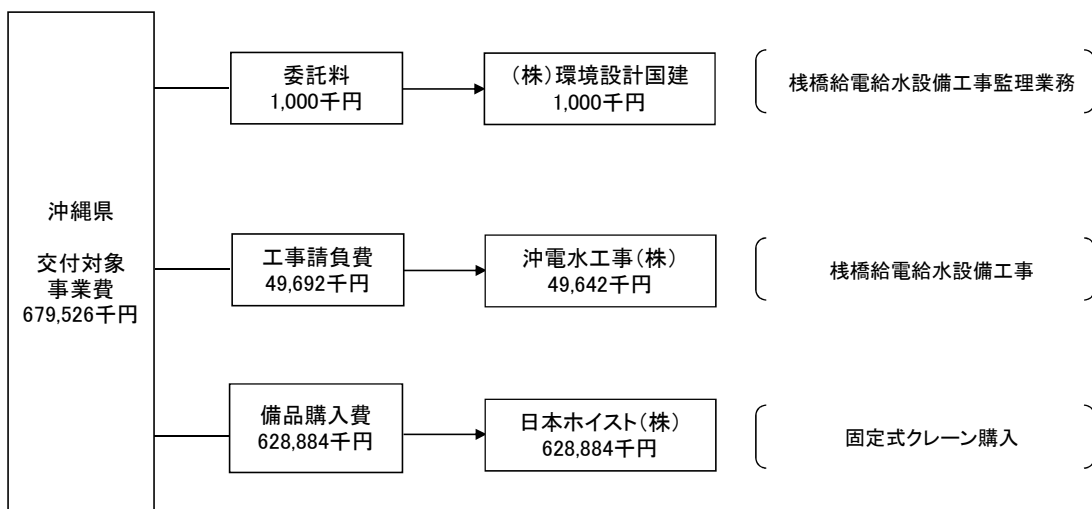 沖縄県
交付対象
事業費
679,526千円
委託料
1,000千円
(株)環境設計国建
1,000千円
桟橋給電給水設備工事監理業務
工事請負費
49,692千円
沖電水工事(株)
49,642千円
桟橋給電給水設備工事
備品購入費
628,884千円
日本ホイスト(株)
628,884千円
固定式クレーン購入